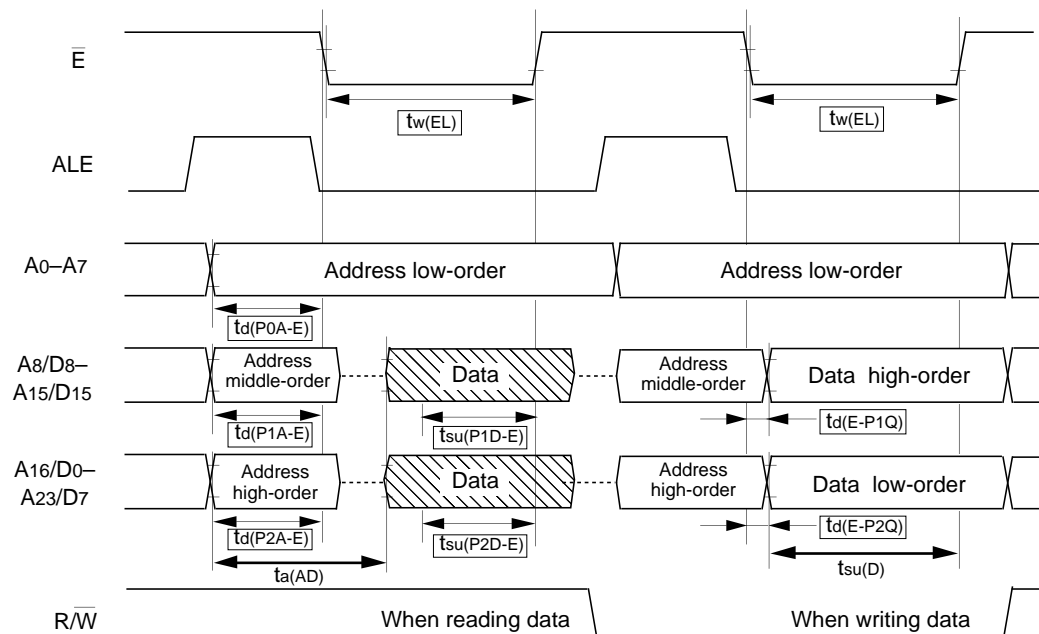 E̅
tw(EL) tw(EL)
ALE
A0–A7 Address low-order Address low-order
td(P0A-E)
A8/D8–
A15/D15
Address
middle-order
Data
Address
middle-order
Data high-order
td(P1A-E) tsu(P1D-E) td(E-P1Q)
A16/D0–
A23/D7
Address
high-order
Data
Address
high-order
Data low-order
td(P2A-E) tsu(P2D-E) td(E-P2Q)
ta(AD) tsu(D)
R/W̅ When reading data When writing data